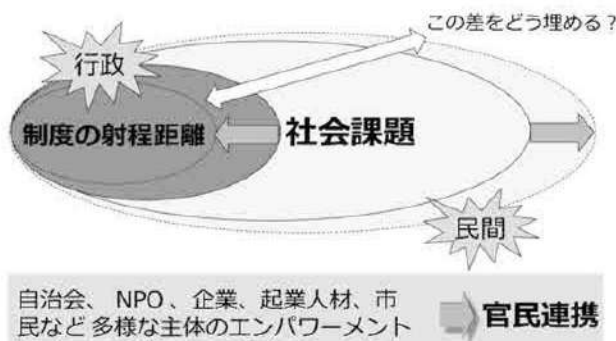 この差をどう埋める？
行政
制度の射程距離
社会課題
民間
自治会、 NPO 、企業、起業人材、市
民など 多様な主体のエンパワーメント
官民連携